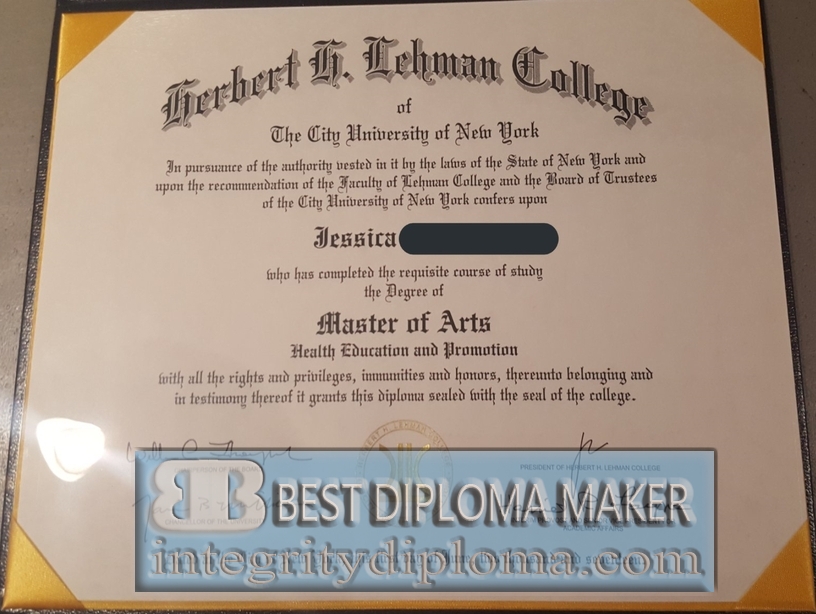 Herbert H. Lehman College
of
The City University of New York
In pursuance of the authority vested in it by the laws of the State of New York and
upon the recommendation of the Faculty of Lehman College and the Board of Trustees
of the City University of New York confers upon
Jessica
who has completed the requisite course of study
the Degree of
Master of Arts
Health Education and Promotion
with all the rights and privileges, immunities and honors, thereunto belonging and
in testimony thereof it grants this diploma sealed with the seal of the college.
PRESIDENT OF HERBERT H. LEHMAN COLLEGE
BEST DIPLOMA MAKER
ACADEMIC AFFAIRS
integritydiploma.com